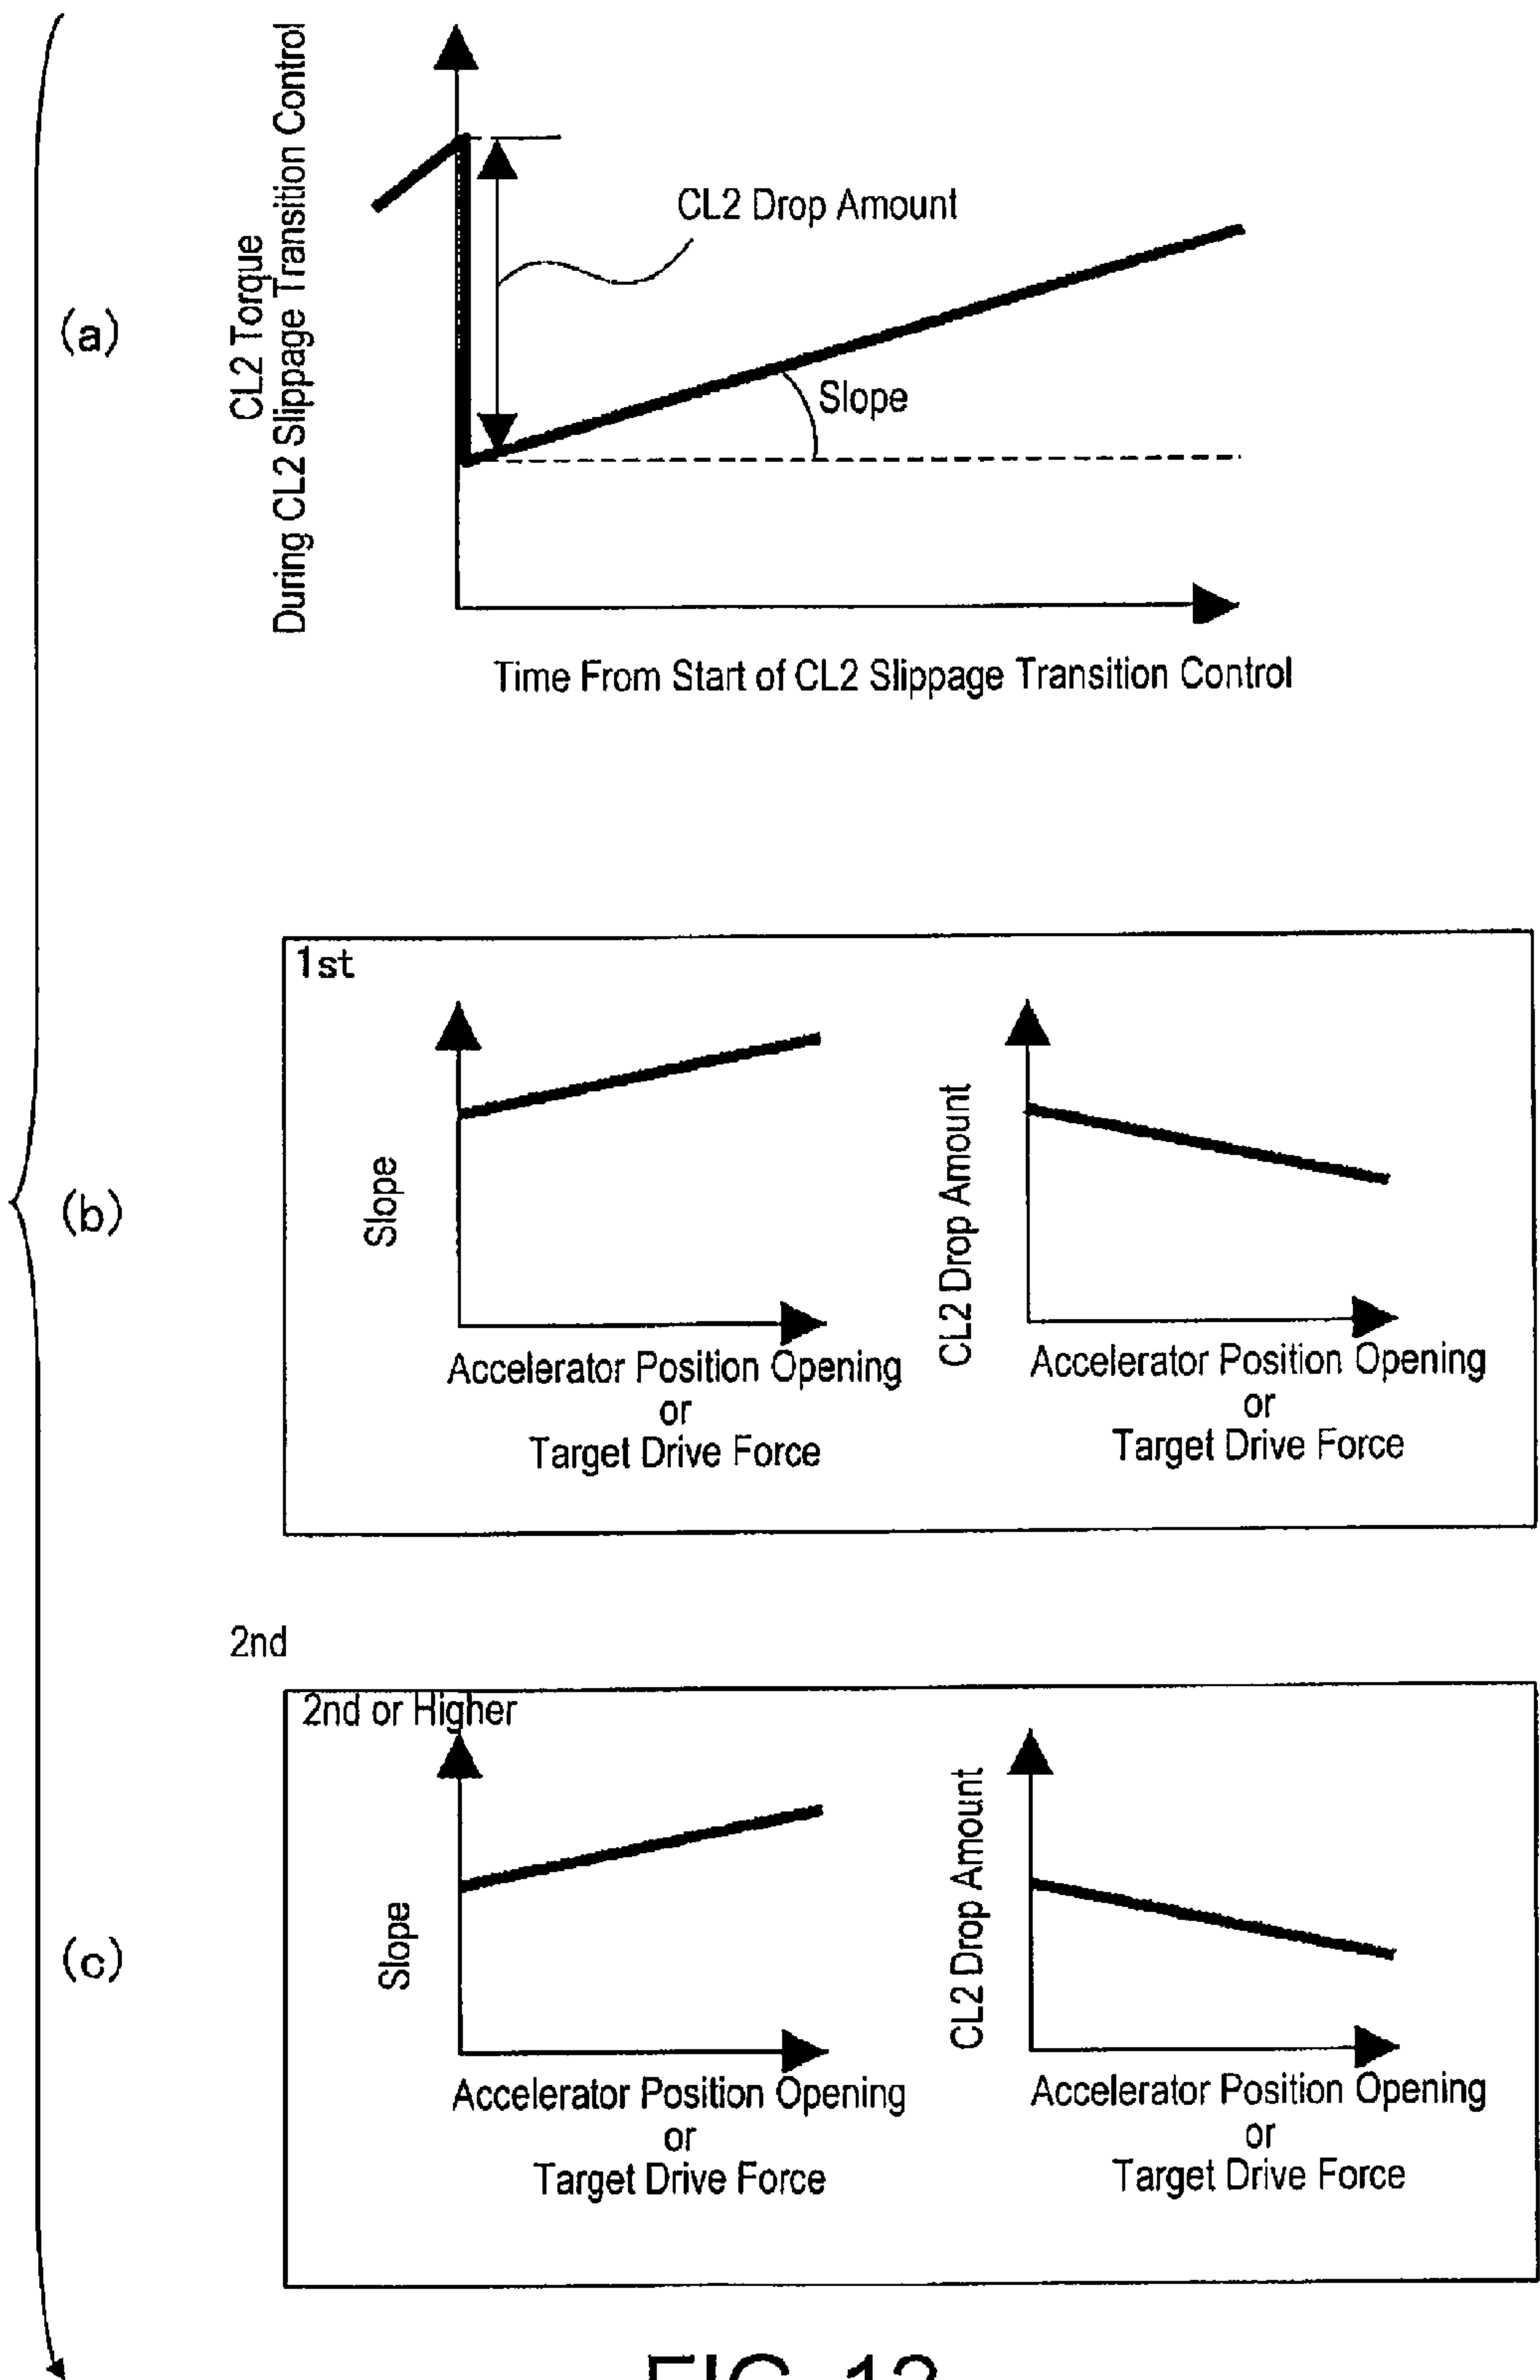 (a)
CL2 Torque
During CL2 Slippage Transition Control
CL2 Drop Amount
Slope
Time From Start of CL2 Slippage Transition Control
(b)
1st
Slope
Accelerator Position Opening
or
Target Drive Force
CL2 Drop Amount
Accelerator Position Opening
or
Target Drive Force
2nd
(c)
2nd or Higher
Slope
Accelerator Position Opening
or
Target Drive Force
CL2 Drop Amount
Accelerator Position Opening
or
Target Drive Force